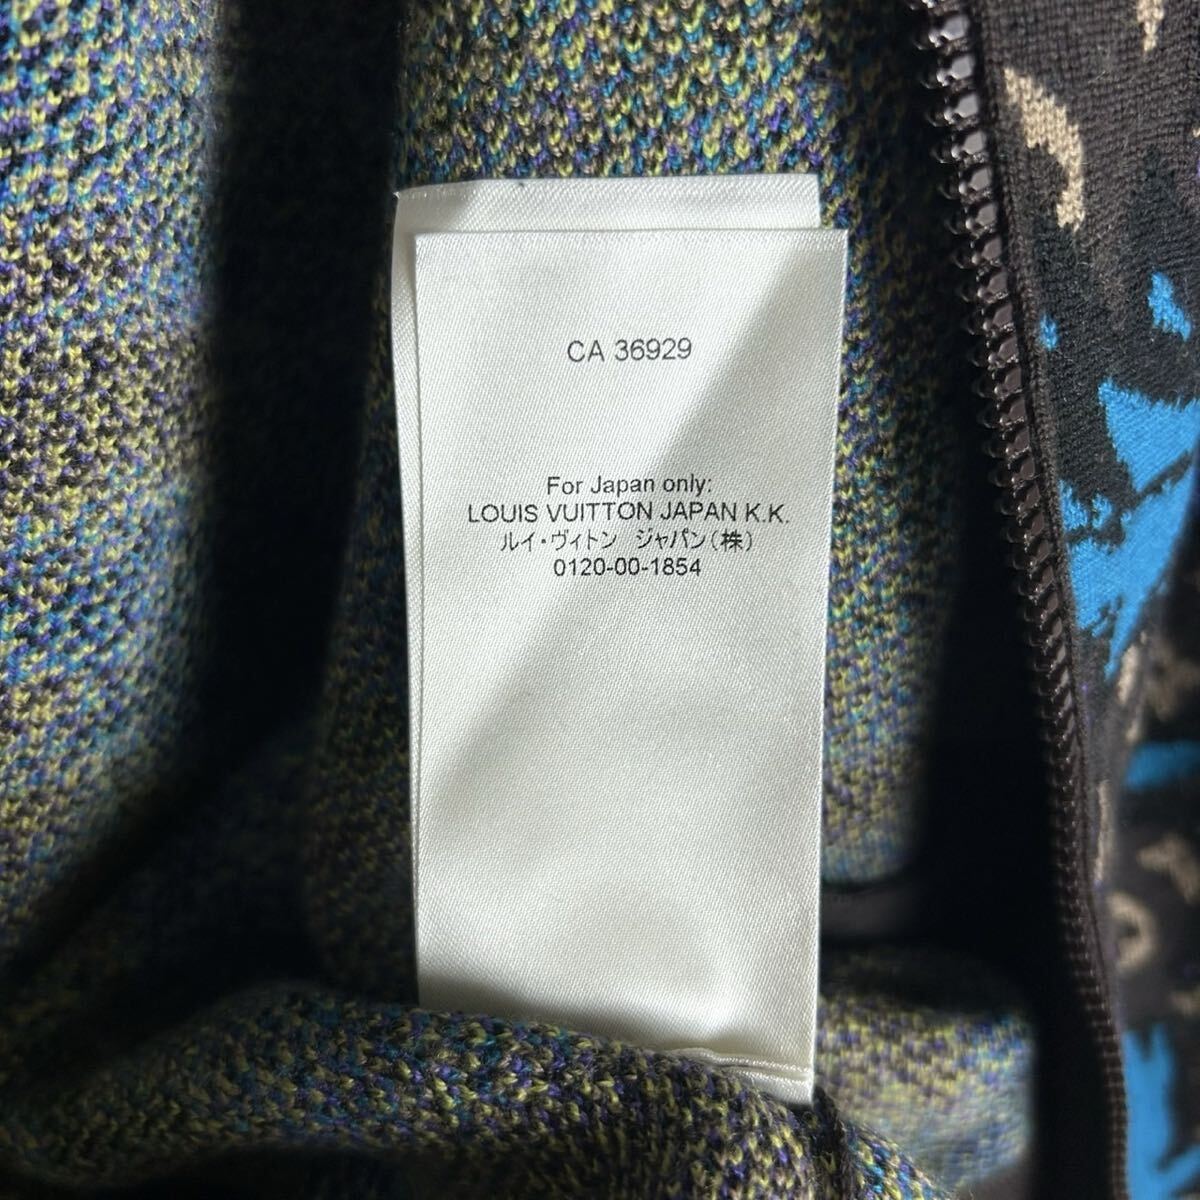 CA 36929
For Japan only:
LOUIS VUITTON JAPAN K.K.
ルイ・ヴィトン ジャパン(株)
0120-00-1854